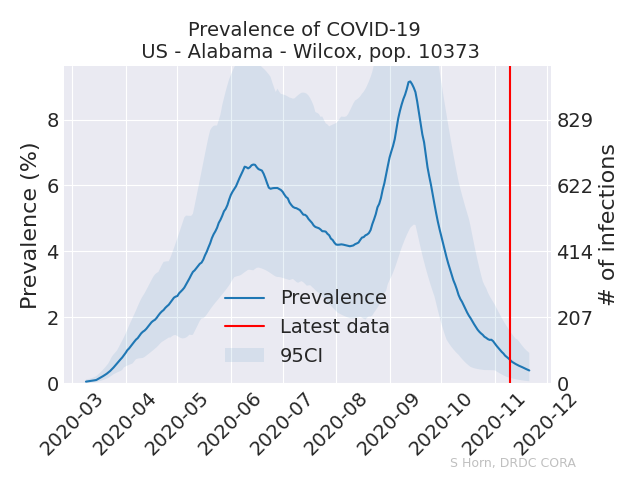 Prevalence of COVID-19
US - Alabama - Wilcox, pop. 10373
Prevalence (%)
8
6
4
2
0
829
622
414
207
0
# of infections
Prevalence
Latest data
95CI
2020-03
2020-04
2020-05
2020-06
2020-07
2020-08
2020-09
2020-10
2020-11
2020-12
S Horn, DRDC CORA